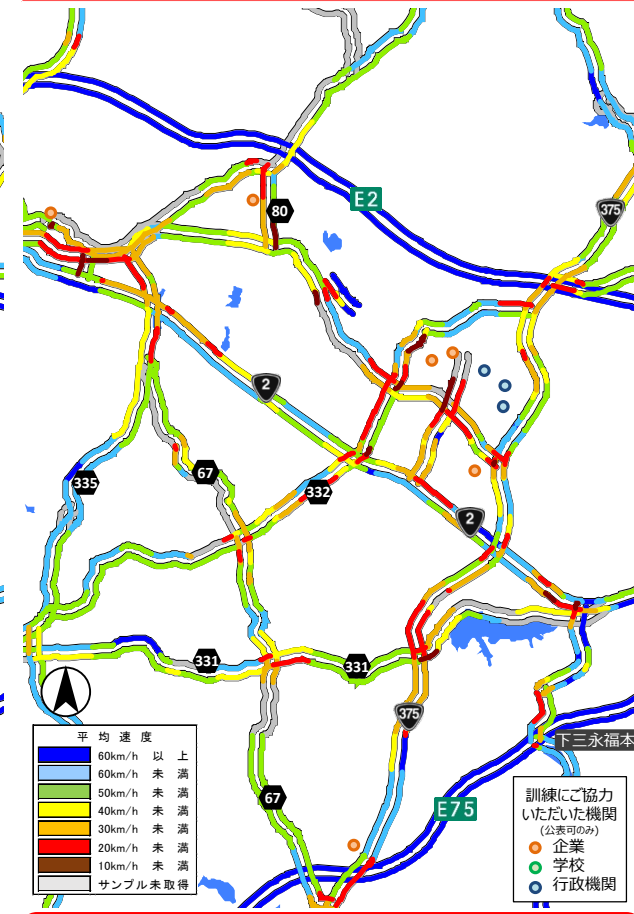 E2
80
375
2
67
335
332
2
331
331
375
67
E75
下三永福本
平均速度
60km/h 以上
60km/h 未満
50km/h 未満
40km/h 未満
30km/h 未満
20km/h 未満
10km/h 未満
サンプル未取得
訓練にご協力
いただいた機関
(公表可のみ)
企業
学校
行政機関